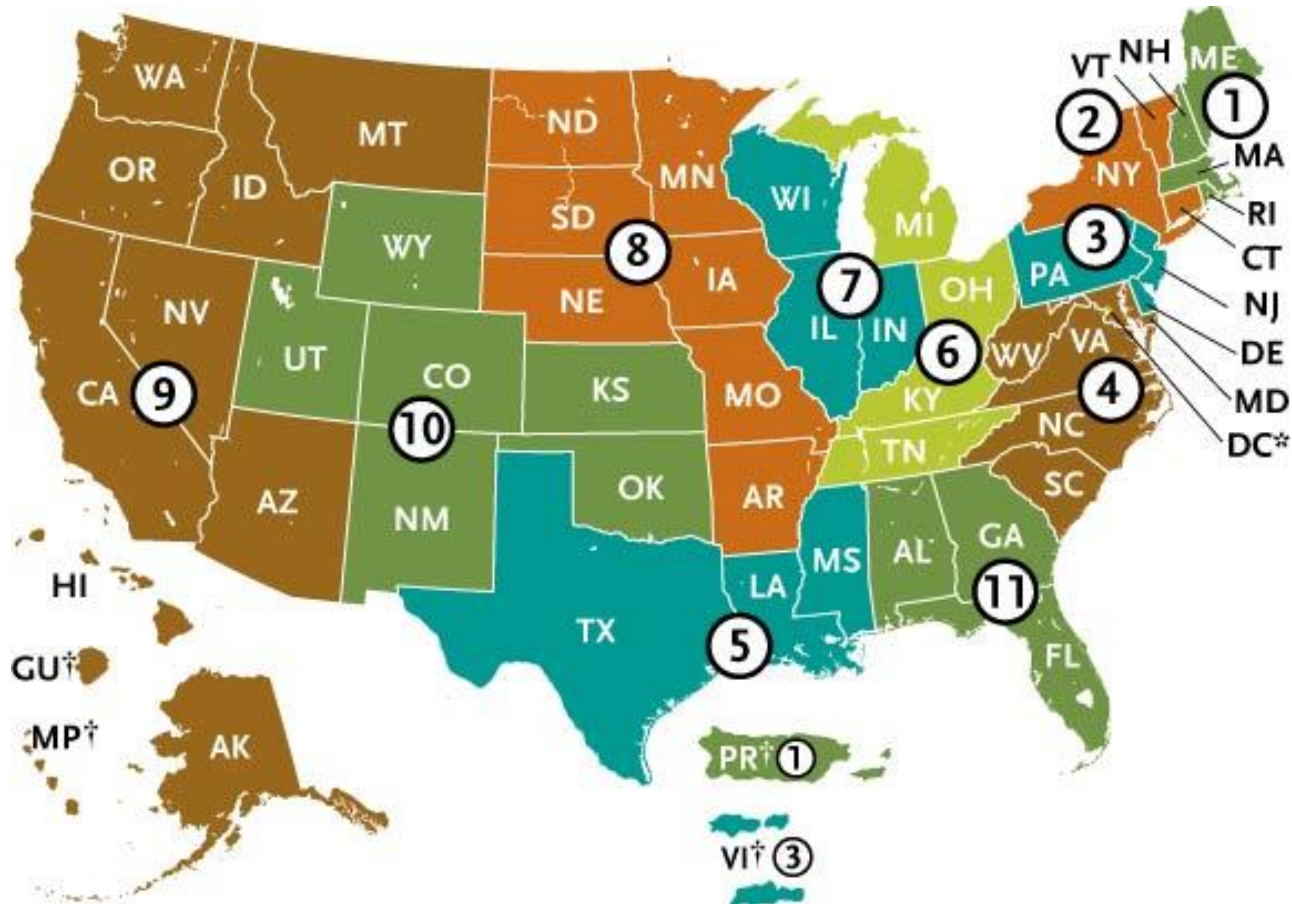 WA
MT
ND
MN
VT
NH
ME
1
2
OR
ID
WY
SD
8
WI
MI
NY
MA
RI
CT
3
PA
NJ
NV
UT
CO
NE
IA
7
IL
IN
OH
6
WV
VA
DE
MD
DC*
CA
9
10
KS
MO
KY
4
NC
AZ
NM
OK
AR
TN
SC
HI
TX
LA
MS
AL
GA
11
5
FL
GU†
MP†
AK
PR† 1
VI† 3